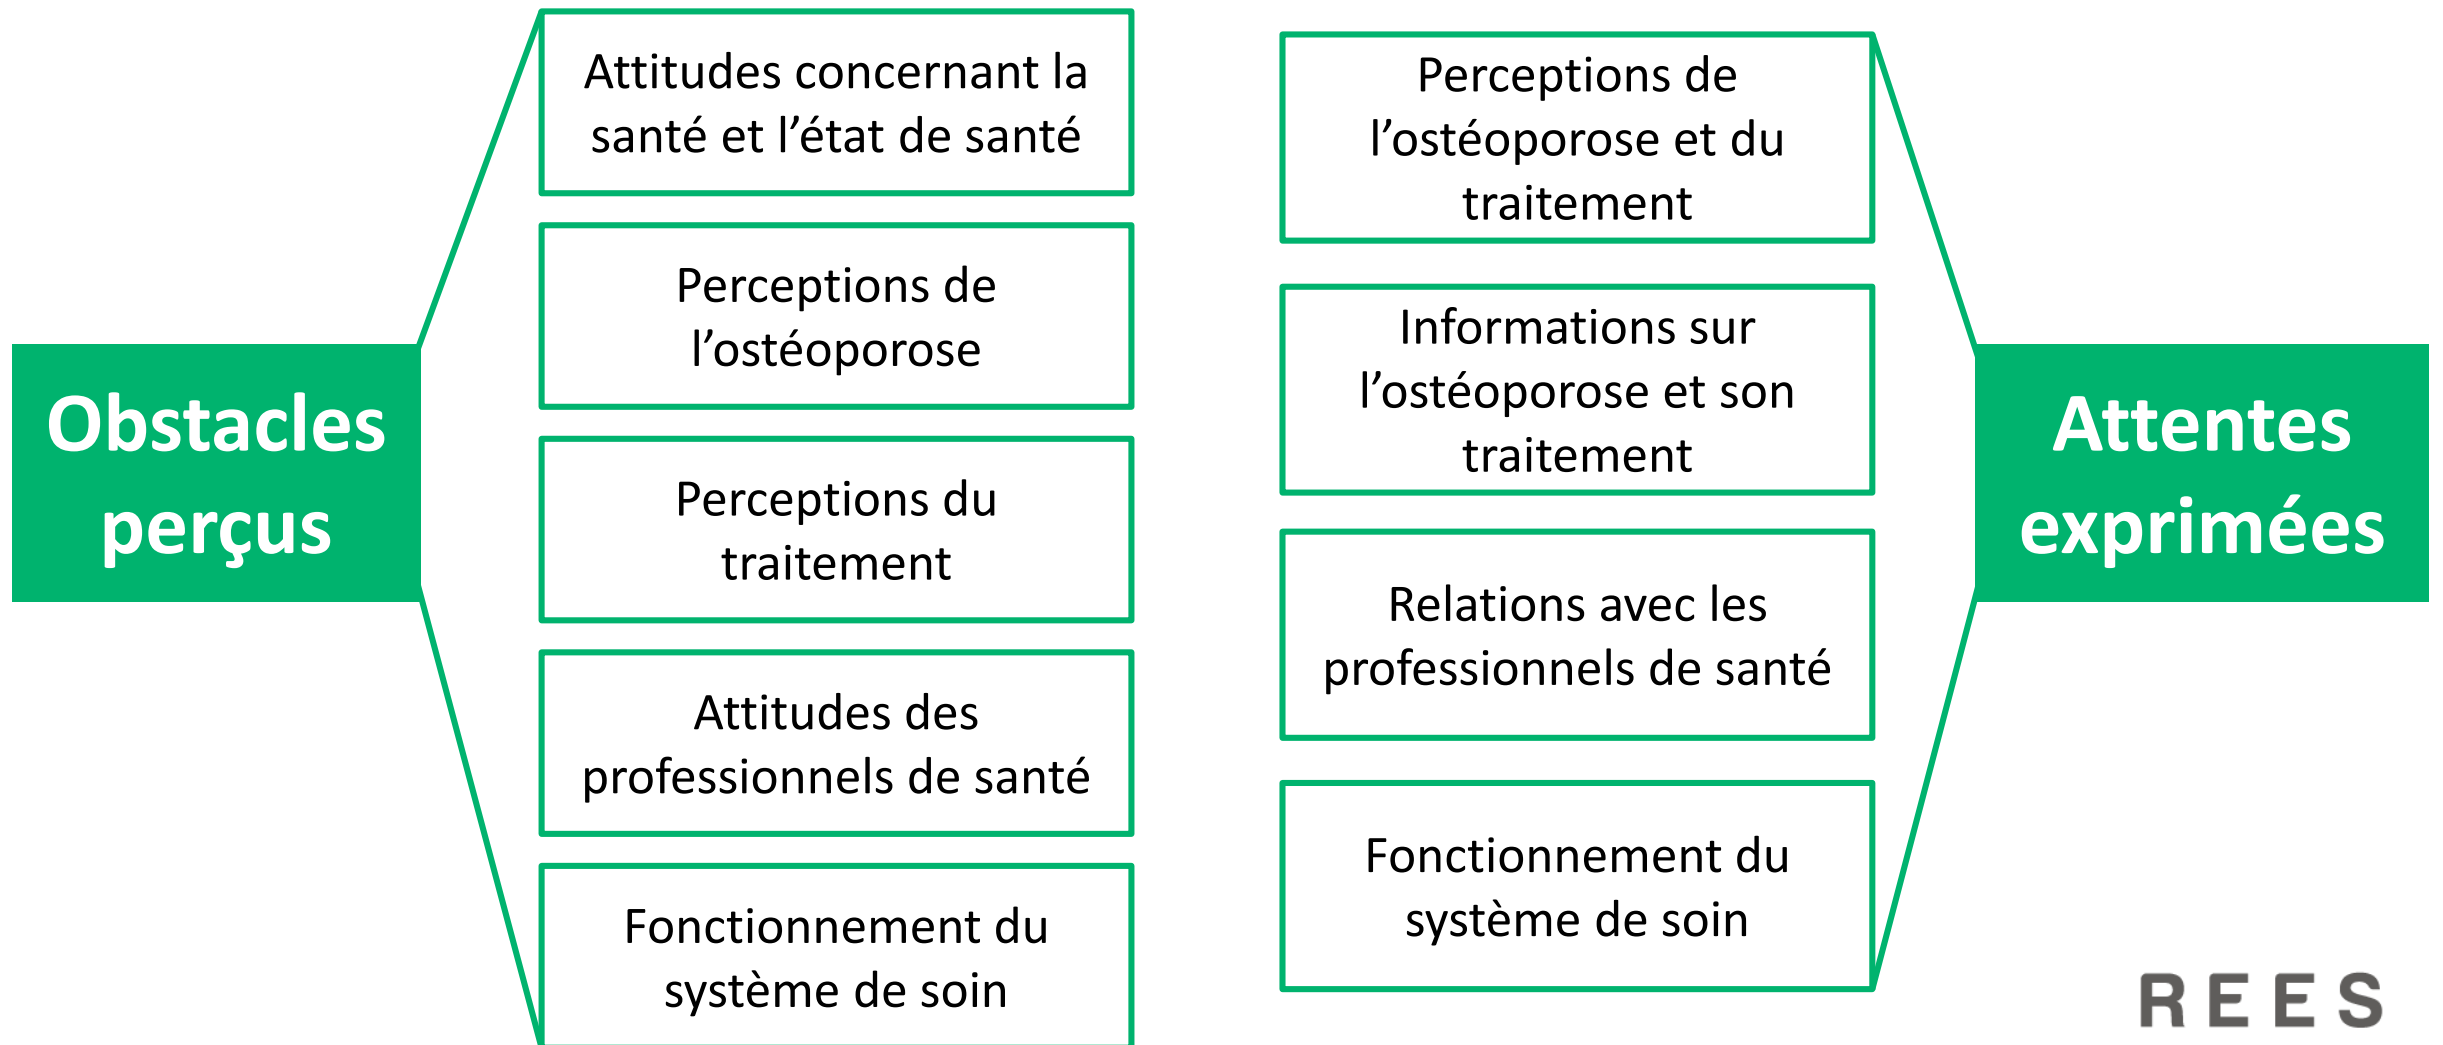 Obstacles
perçus
Attitudes concernant la
santé et l’état de santé
Perceptions de
l’ostéoporose
Perceptions du
traitement
Attitudes des
professionnels de santé
Fonctionnement du
système de soin
Perceptions de
l’ostéoporose et du
traitement
Informations sur
l’ostéoporose et son
traitement
Relations avec les
professionnels de santé
Fonctionnement du
système de soin
Attentes
exprimées
REES